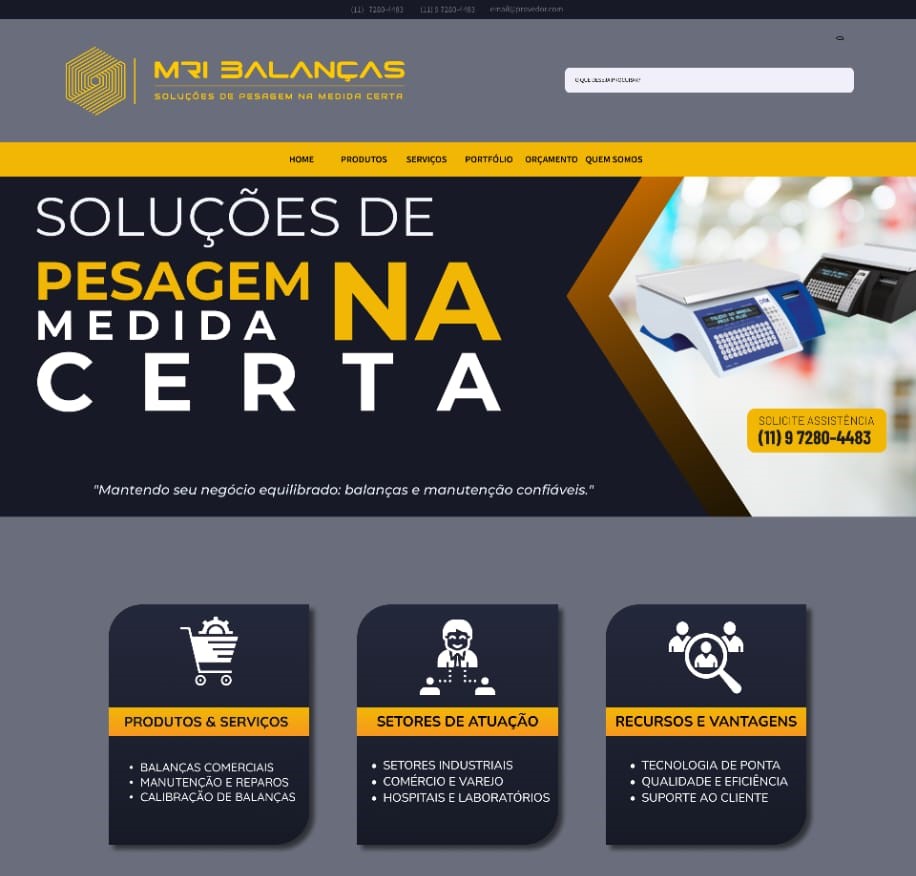 (11) 7280-4483 (11) 9 7280-4483 email@provedor.com
MRI BALANÇAS
SOLUÇÕES DE PESAGEM NA MEDIDA CERTA
O QUE DESEJA PROCURAR?
HOME PRODUTOS SERVIÇOS PORTFÓLIO ORÇAMENTO QUEM SOMOS
SOLUÇÕES DE
PESAGEM NA
MEDIDA
CERTA
SOLICITE ASSISTÊNCIA
(11) 9 7280-4483
"Mantendo seu negócio equilibrado: balanças e manutenção confiáveis."
PRODUTOS & SERVIÇOS
• BALANÇAS COMERCIAIS
• MANUTENÇÃO E REPAROS
• CALIBRAÇÃO DE BALANÇAS
SETORES DE ATUAÇÃO
• SETORES INDUSTRIAIS
• COMÉRCIO E VAREJO
• HOSPITAIS E LABORATÓRIOS
RECURSOS E VANTAGENS
• TECNOLOGIA DE PONTA
• QUALIDADE E EFICIÊNCIA
• SUPORTE AO CLIENTE